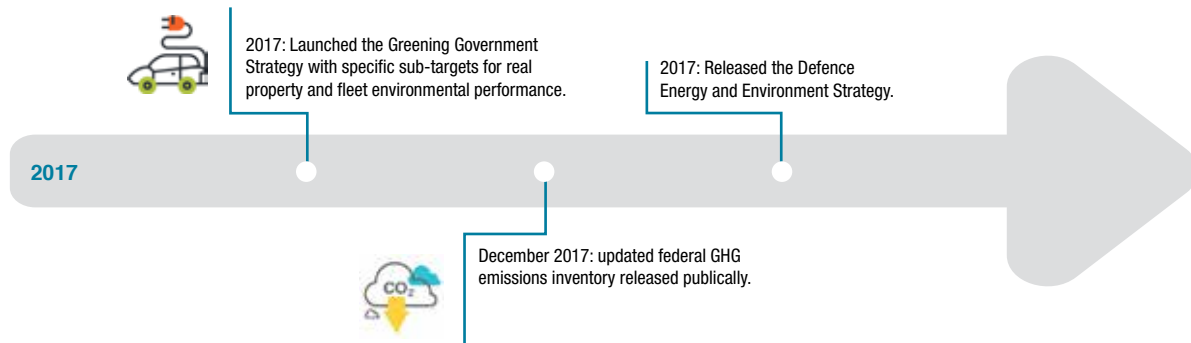 2017: Launched the Greening Government
Strategy with specific sub-targets for real
property and fleet environmental performance.
2017: Released the Defence
Energy and Environment Strategy.
2017
December 2017: updated federal GHG
emissions inventory released publically.
CO₂